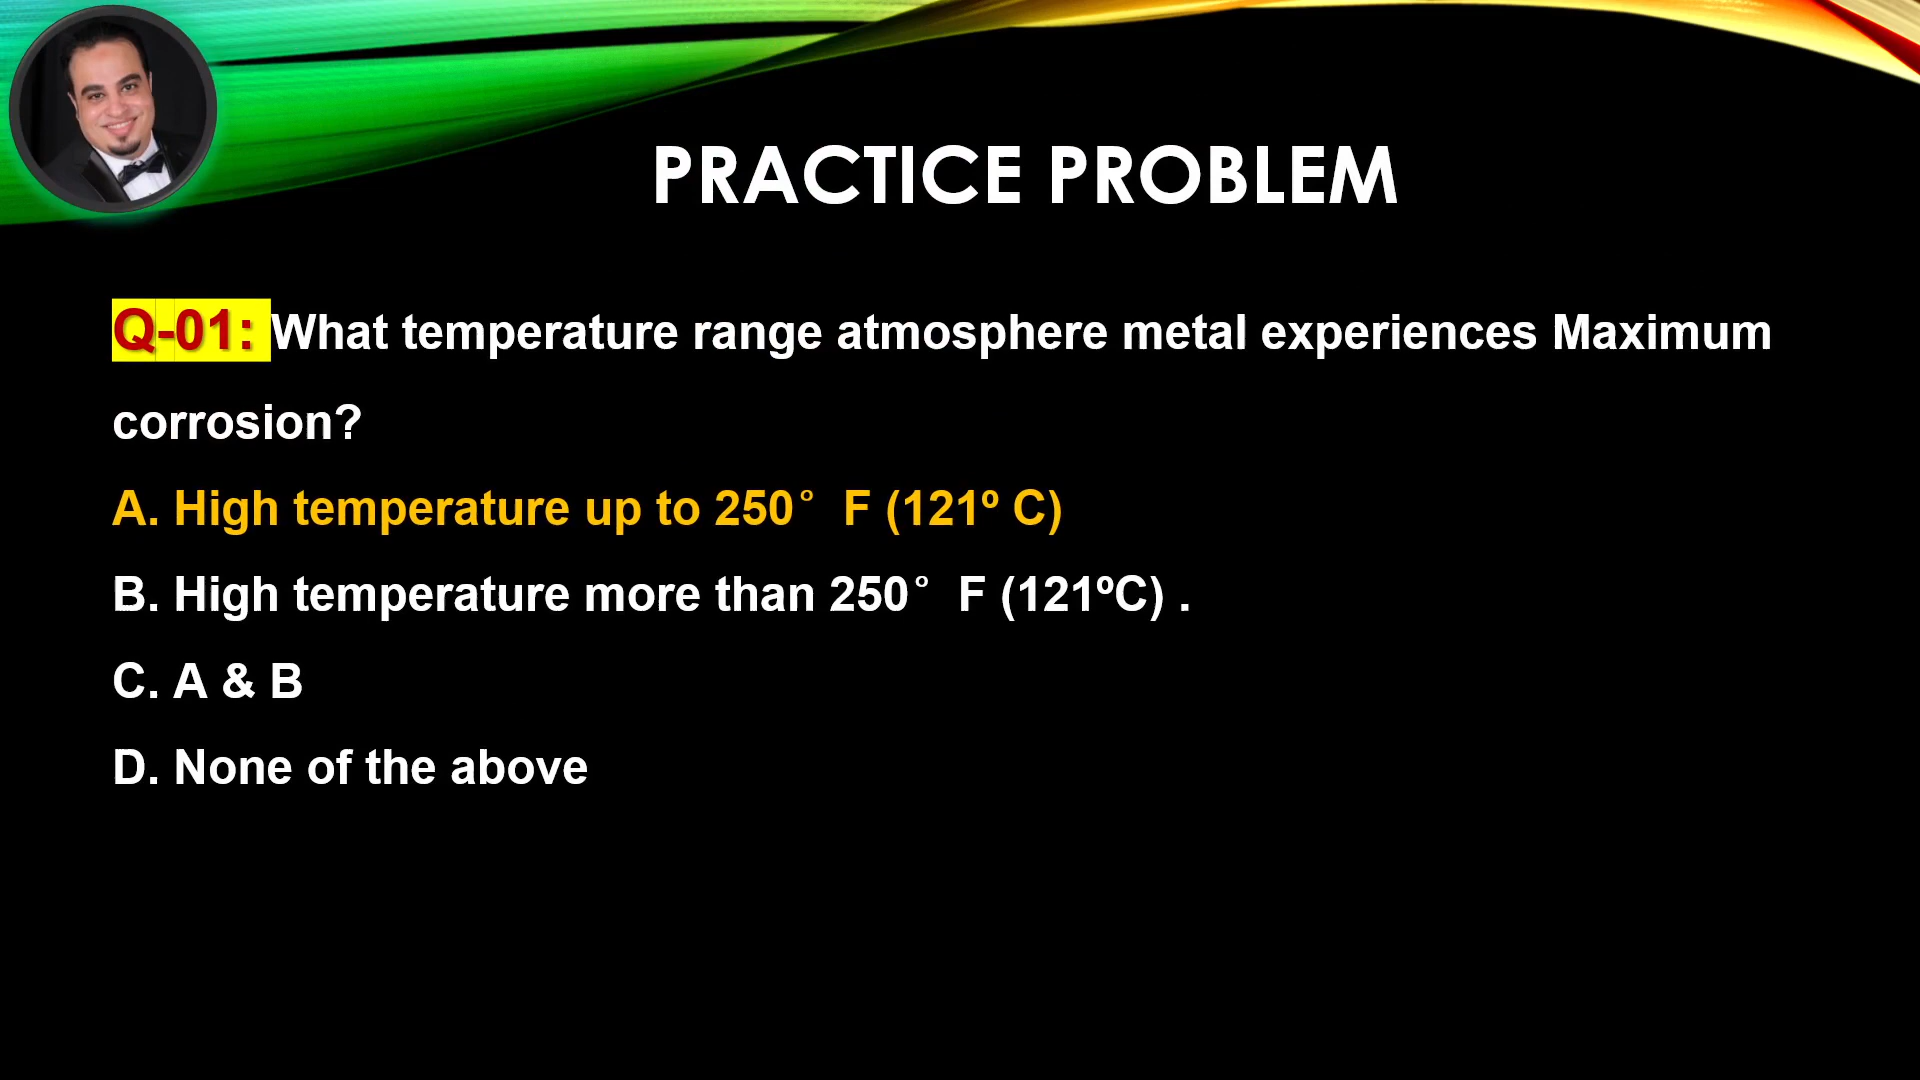 PRACTICE PROBLEM
Q-01: What temperature range atmosphere metal experiences Maximum
corrosion?
A. High temperature up to 250° F (121º C)
B. High temperature more than 250° F (121ºC) .
C. A & B
D. None of the above